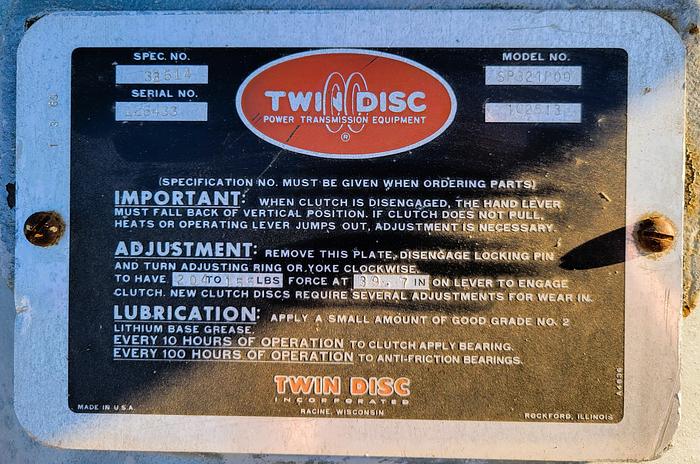 SPEC. NO.
MODEL NO.
SP321P09
SERIAL NO.
TWIN DISC
POWER TRANSMISSION EQUIPMENT
®
(SPECIFICATION NO. MUST BE GIVEN WHEN ORDERING PARTS)
IMPORTANT: WHEN CLUTCH IS DISENGAGED, THE HAND LEVER
MUST FALL BACK OF VERTICAL POSITION. IF CLUTCH DOES NOT PULL,
HEATS OR OPERATING LEVER JUMPS OUT, ADJUSTMENT IS NECESSARY.
ADJUSTMENT: REMOVE THIS PLATE, DISENGAGE LOCKING PIN
AND TURN ADJUSTING RING OR YOKE CLOCKWISE.
TO HAVE TO LBS FORCE AT 39.7 IN ON LEVER TO ENGAGE
CLUTCH. NEW CLUTCH DISCS REQUIRE SEVERAL ADJUSTMENTS FOR WEAR IN.
LUBRICATION: APPLY A SMALL AMOUNT OF GOOD GRADE NO. 2
LITHIUM BASE GREASE.
EVERY 10 HOURS OF OPERATION TO CLUTCH APPLY BEARING.
EVERY 100 HOURS OF OPERATION TO ANTI-FRICTION BEARINGS.
TWIN DISC
INCORPORATED
RACINE, WISCONSIN
MADE IN U.S.A.
ROCKFORD, ILLINOIS